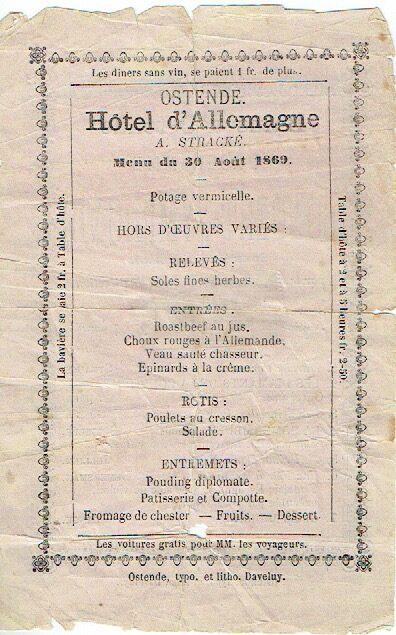 Les diners sans vin, se paient 1 fr. de plus.
OSTENDE.
Hôtel d'Allemagne
A. STRACKÉ.
Menu du 30 Août 1869.
Potage vermicelle.
HORS D'ŒUVRES VARIÉS :
RELEVÉS :
Soles fines herbes.
ENTRÉES :
Roastbeef au jus.
Choux rouges à l'Allemande.
Veau sauté chasseur.
Epinards à la crême.
ROTIS :
Poulets au cresson.
Salade.
ENTREMETS :
Pouding diplomate.
Patisserie et Compotte.
Fromage de chester — Fruits. — Dessert.
Les voitures gratis pour MM. les voyageurs.
Ostende, typo. et litho. Daveluy.
La bavière se paie 2 fr. à Table d'hôte.
Table d'hôte à 2 et à 5 heures fr. 2-50.